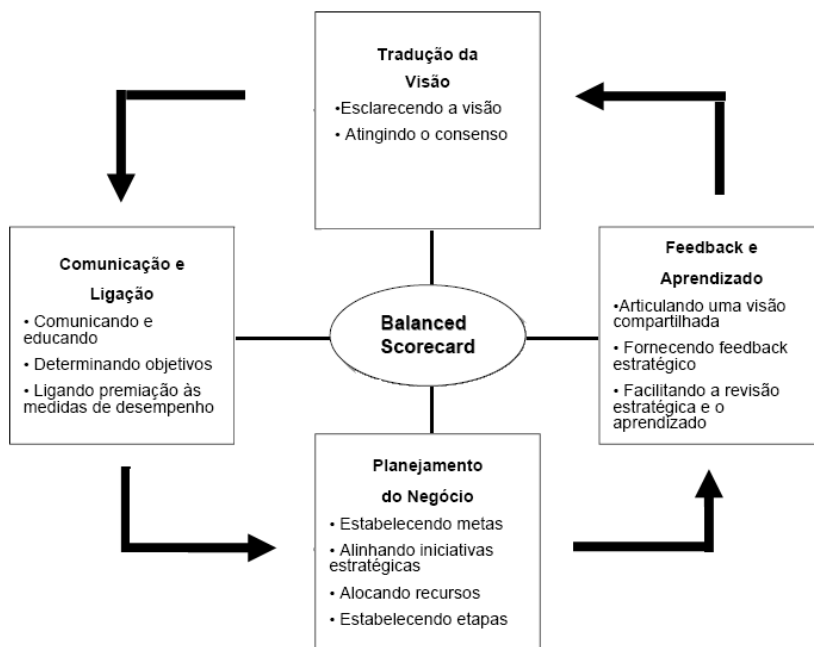 Tradução da
Visão
•Esclarecendo a visão
• Atingindo o consenso
Comunicação e
Ligação
• Comunicando e
educando
• Determinando objetivos
• Ligando premiação às
medidas de desempenho
Balanced
Scorecard
Feedback e
Aprendizado
•Articulando uma visão
compartilhada
• Fornecendo feedback
estratégico
• Facilitando a revisão
estratégica e o
aprendizado
Planejamento
do Negócio
• Estabelecendo metas
• Alinhando iniciativas
estratégicas
• Alocando recursos
• Estabelecendo etapas